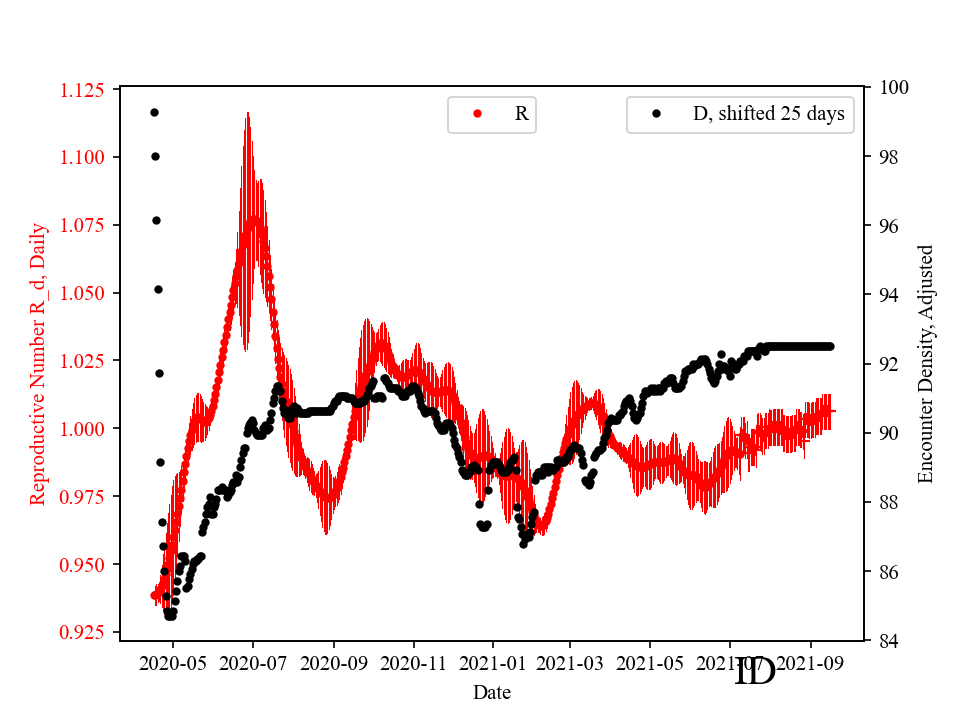 R
D, shifted 25 days
Reproductive Number R_d, Daily
1.125
1.100
1.075
1.050
1.025
1.000
0.975
0.950
0.925
100
98
96
94
92
90
88
86
84
Encounter Density, Adjusted
2020-05 2020-07 2020-09 2020-11 2021-01 2021-03 2021-05 2021-07 2021-09
ID
Date